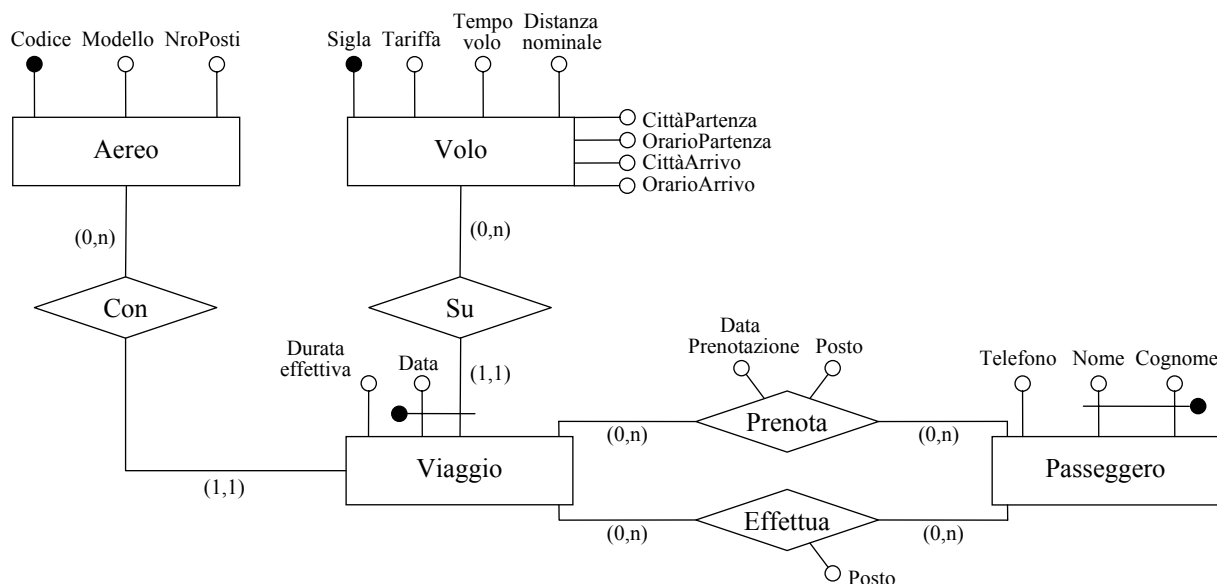 Codice Modello NroPosti
Sigla Tariffa Tempo volo Distanza nominale
CittàPartenza
OrarioPartenza
CittàArrivo
OrarioArrivo
Aereo
Volo
(0,n)
(0,n)
Con
Su
Durata effettiva
Data
(1,1)
Data Prenotazione
Posto
Telefono Nome Cognome
Prenota
(0,n)
(0,n)
Viaggio
Passeggero
(1,1)
Effettua
(0,n)
(0,n)
Posto